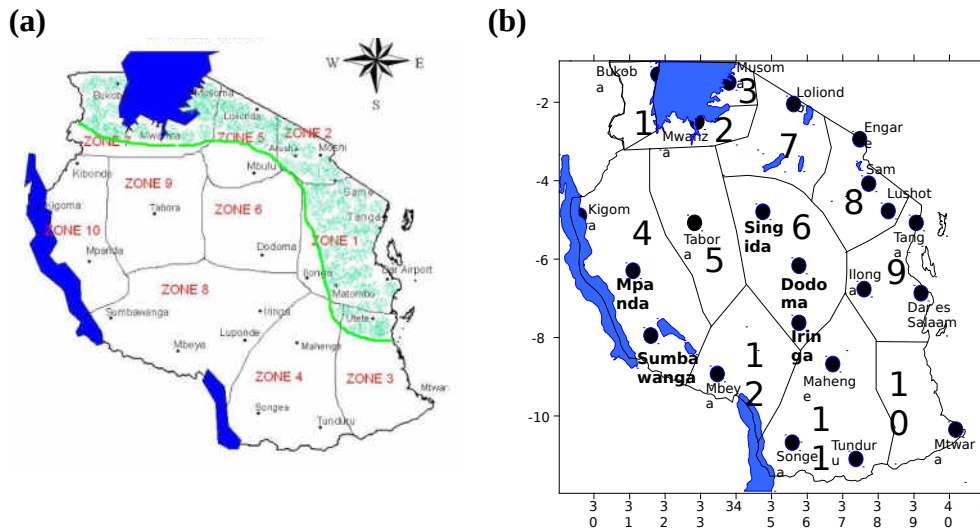 (a)
W
E
S
Bukob
Musoma
Mwanza
Loliondo
ZONE 7
ZONE 5
ZONE 2
Arusha
Moshi
Kibondo
Mbulu
ZONE 9
Same
Kigoma
Tabora
ZONE 6
Tanga
ZONE 10
ZONE 1
Mpanda
Dodoma
Dar Airport
Ilonga
ZONE 8
Matombo
Sumbawanga
Iringa
Utete
Luponde
Mbeya
Mahenge
ZONE 4
ZONE 3
Mtwar
Songea
Tunduru
(b)
Bukob
a
Musom
a
3
Loliond
o
-2
1
Mwanz
a
2
7
Engar
e
-4
Sam
Lushot
8
Kigom
a
4
Tabor
a
5
Sing
ida
6
Tang
a
-6
Mpa
nda
Dodo
ma
Ilong
a
9
Dar es
Salaam
-8
Sumba
wanga
Irin
ga
1
2
Mbey
a
Maheng
e
1
0
-10
Songe
a
1
1
Tundur
u
Mtwar
a
3
0
3
1
3
2
3
3
34
3
5
3
6
3
7
3
8
3
9
4
0